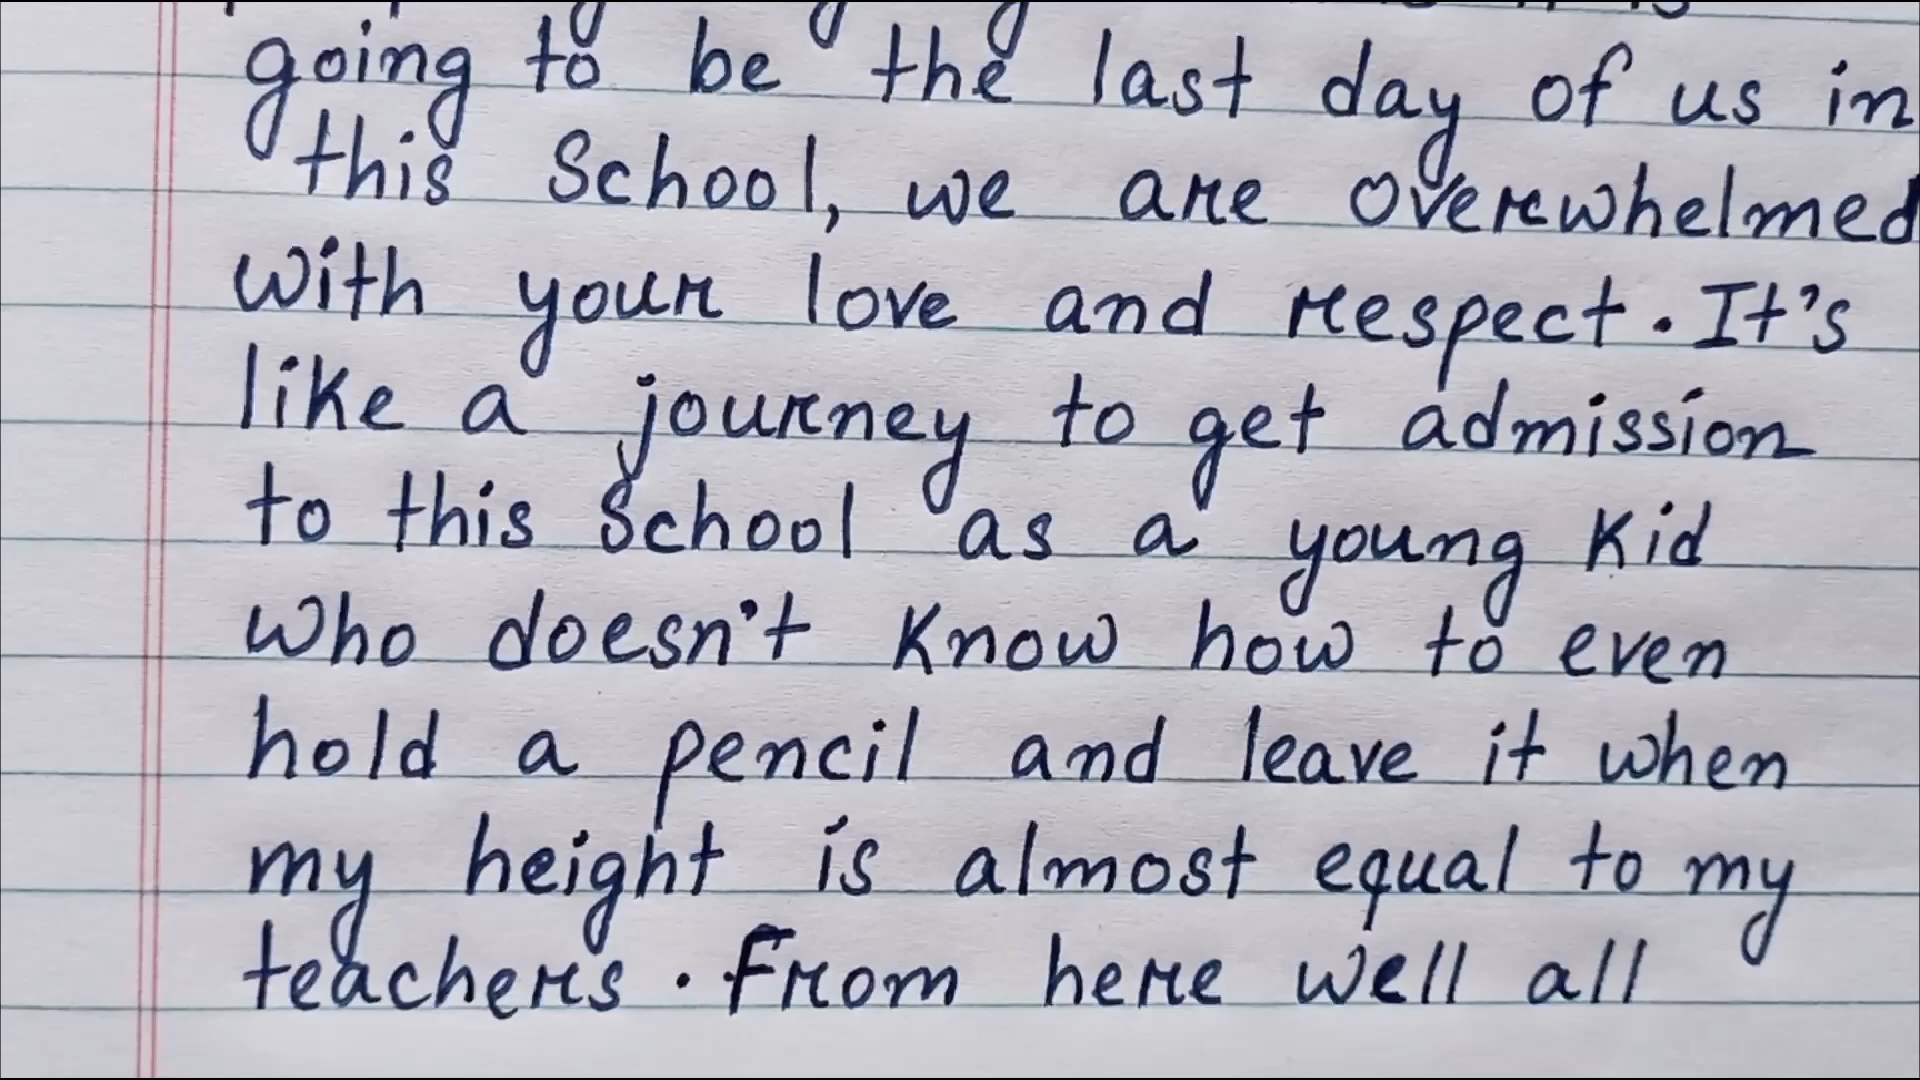 going to be the last day of us in
this School, we are overwhelmed
with your love and respect. It's
like a journey to get admission
to this School as a young Kid
who doesn't Know how to even
hold a pencil and leave it when
my height is almost equal to my
teachers. From here well all